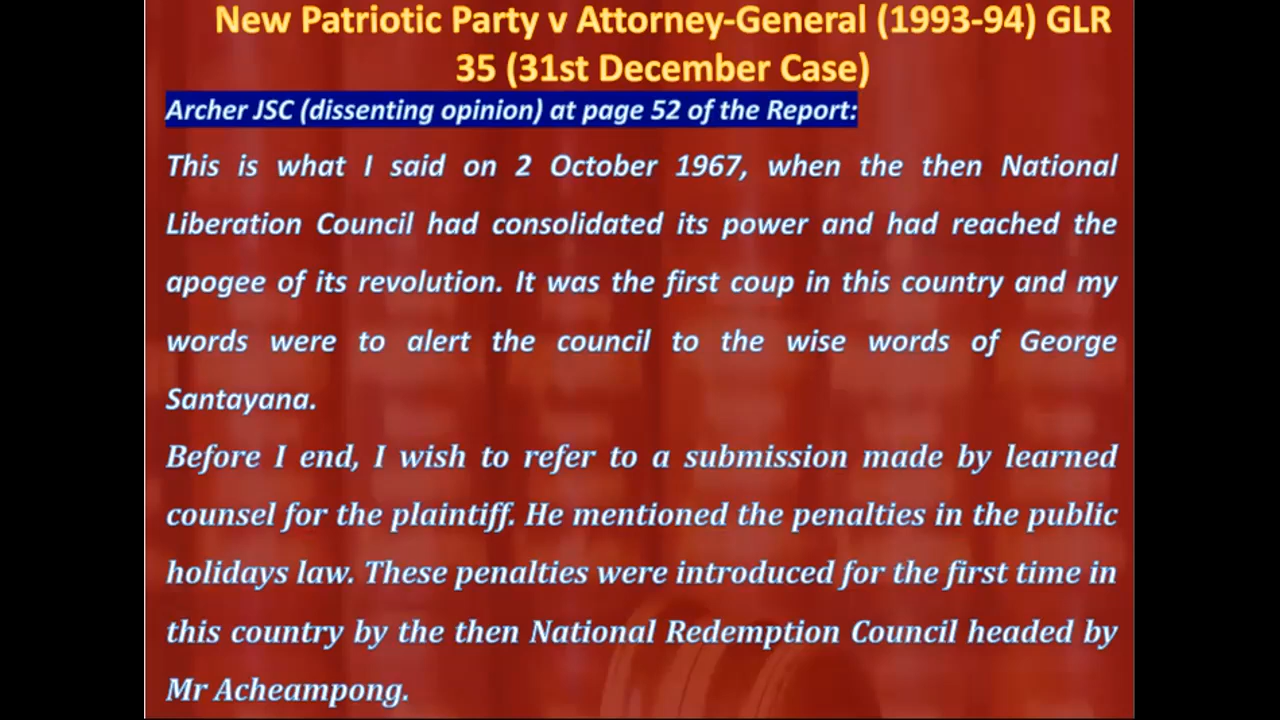 New Patriotic Party v Attorney-General (1993-94) GLR
35 (31st December Case)
Archer JSC (dissenting opinion) at page 52 of the Report:
This is what I said on 2 October 1967, when the then National
Liberation Council had consolidated its power and had reached the
apogee of its revolution. It was the first coup in this country and my
words were to alert the council to the wise words of George
Santayana.
Before I end, I wish to refer to a submission made by learned
counsel for the plaintiff. He mentioned the penalties in the public
holidays law. These penalties were introduced for the first time in
this country by the then National Redemption Council headed by
Mr Acheampong.